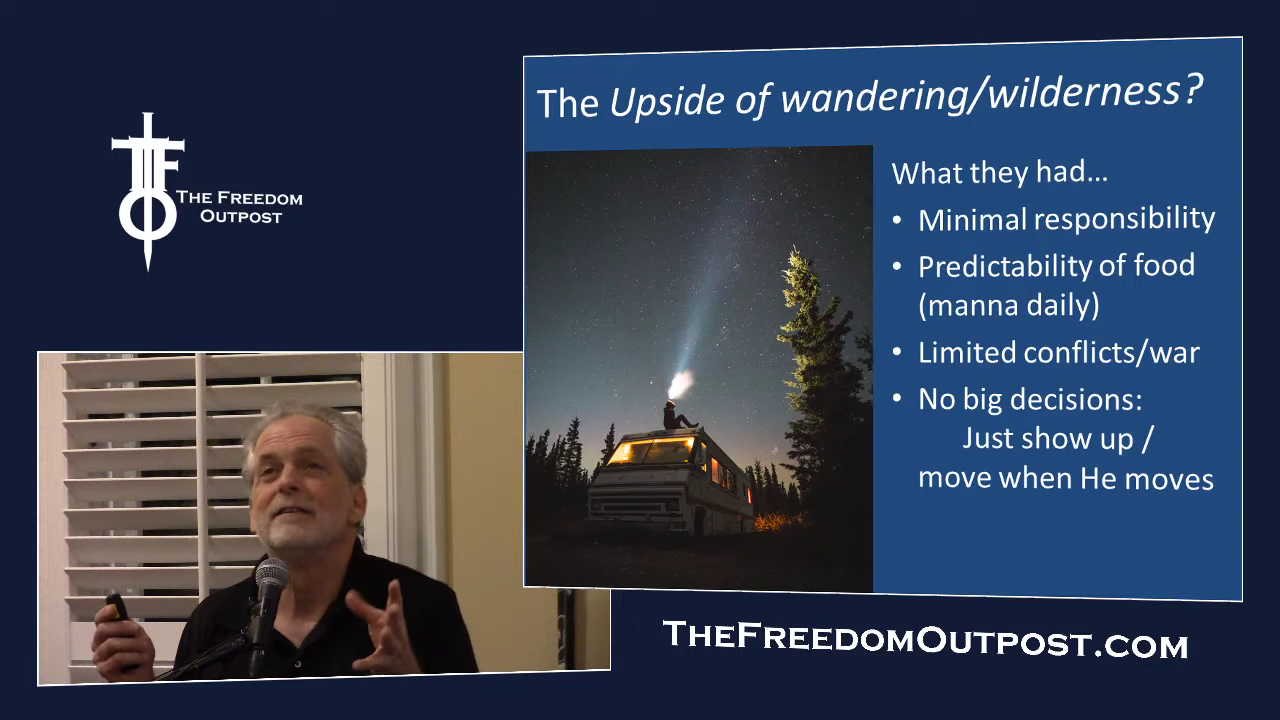 The Upside of wandering/wilderness?
What they had...
• Minimal responsibility
• Predictability of food
(manna daily)
• Limited conflicts/war
• No big decisions:
Just show up /
move when He moves
TF
O
The Freedom
Outpost
TheFreedomOutpost.com